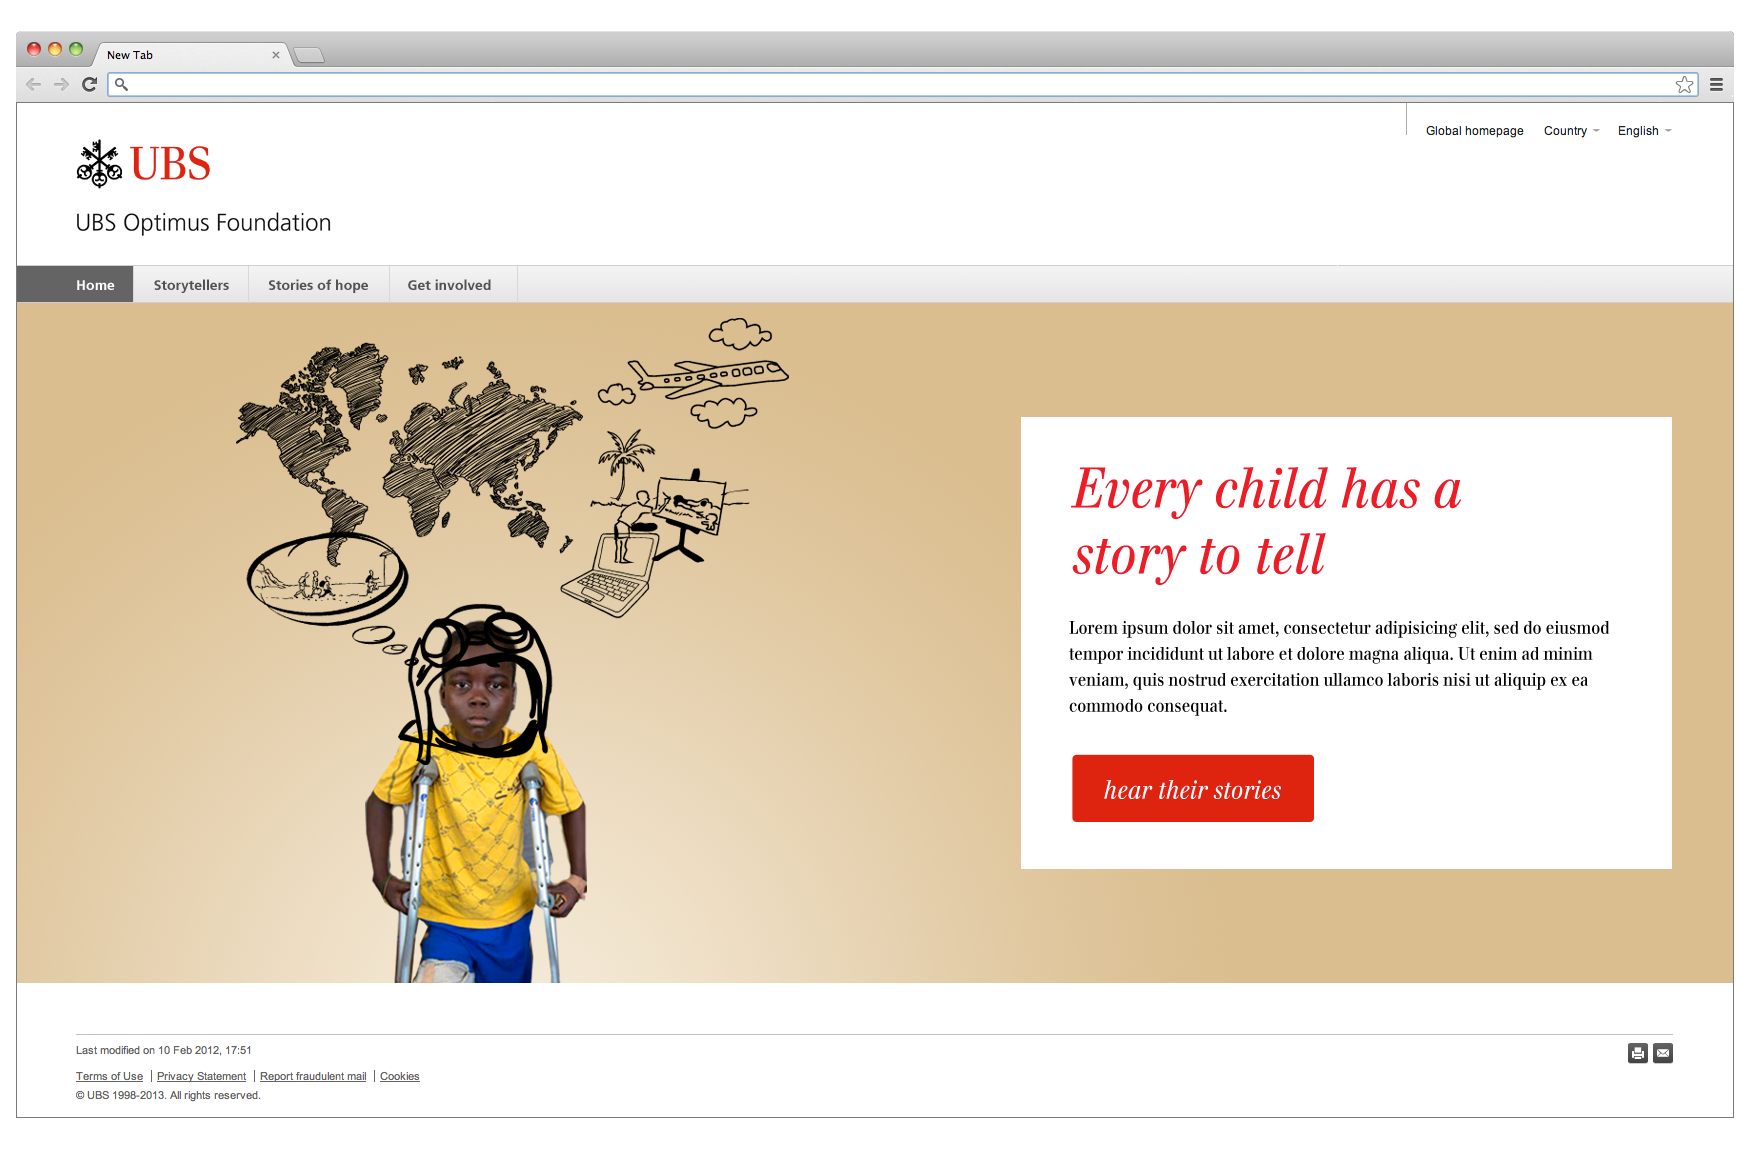 New Tab
Global homepage Country English
UBS
UBS Optimus Foundation
Home Storytellers Stories of hope Get involved
Every child has a
story to tell
Lorem ipsum dolor sit amet, consectetur adipisicing elit, sed do eiusmod
tempor incididunt ut labore et dolore magna aliqua. Ut enim ad minim
veniam, quis nostrud exercitation ullamco laboris nisi ut aliquip ex ea
commodo consequat.
hear their stories
Last modified on 10 Feb 2012, 17:51
Terms of Use | Privacy Statement | Report fraudulent mail | Cookies
© UBS 1998-2013. All rights reserved.